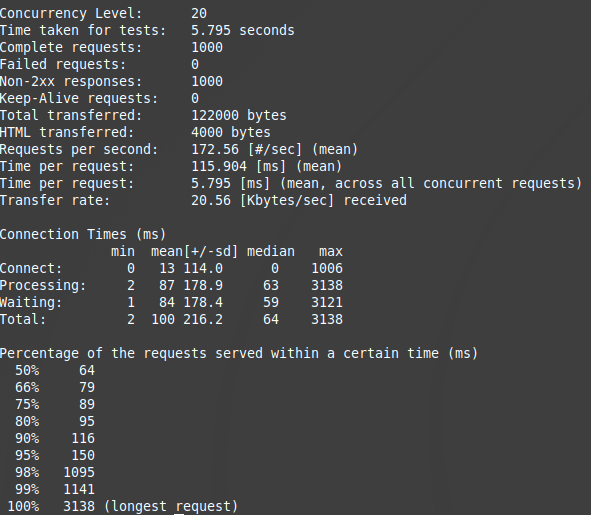 Concurrency Level:      20
Time taken for tests:   5.795 seconds
Complete requests:      1000
Failed requests:        0
Non-2xx responses:      1000
Keep-Alive requests:    0
Total transferred:      122000 bytes
HTML transferred:       4000 bytes
Requests per second:    172.56 [#/sec] (mean)
Time per request:       115.904 [ms] (mean)
Time per request:       5.795 [ms] (mean, across all concurrent requests)
Transfer rate:          20.56 [Kbytes/sec] received

Connection Times (ms)
              min  mean[+/-sd] median   max
Connect:        0   13 114.0      0    1006
Processing:     2   87 178.9     63    3138
Waiting:        1   84 178.4     59    3121
Total:          2  100 216.2     64    3138

Percentage of the requests served within a certain time (ms)
  50%     64
  66%     79
  75%     89
  80%     95
  90%    116
  95%    150
  98%   1095
  99%   1141
 100%   3138 (longest request)